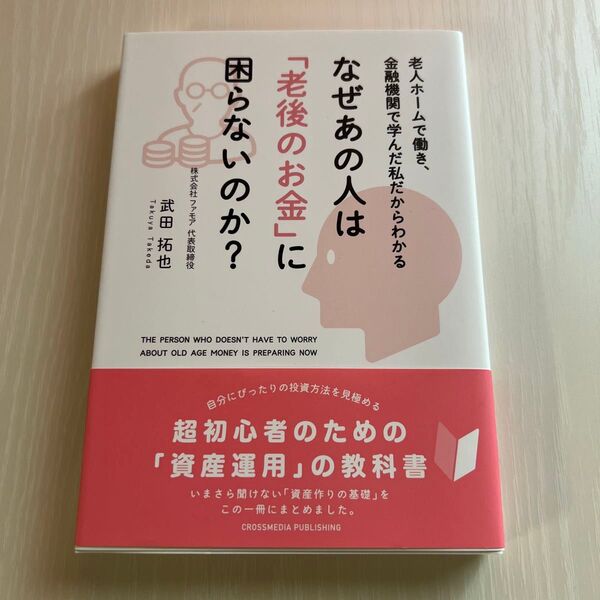 老人ホームで働き、
金融機関で学んだ私だからわかる
なぜあの人は
「老後のお金」に
困らないのか?
株式会社 ファモア 代表取締役
武田 拓也
Takuya Takeda
THE PERSON WHO DOESN'T HAVE TO WORRY
ABOUT OLD AGE MONEY IS PREPARING NOW
自分にぴったりの投資方法を見極める
超初心者のための
「資産運用」の教科書
いまさら聞けない「資産作りの基礎」を
この一冊にまとめました。
CROSSMEDIA PUBLISHING